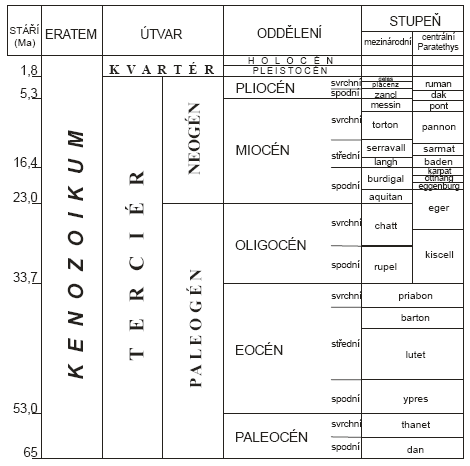 STÁŘÍ (Ma) ERATEM ÚTVAR ODDĚLENÍ STUPEŇ
mezinárodní centrální Paratethys
HOLOCÉN
1,8 KVARTÉR PLEISTOCÉN
PLIOCÉN svrchní gelas
placenz ruman
5,3 spodní zancl dak
MIOCÉN messin pont
svrchní torton pannon
střední serravall sarmat
16,4 langh baden
karpat
spodní burdigal ottnang
eggenburg
23,0 aquitan eger
OLIGOCÉN svrchní chatt
kiscell
33,7 spodní rupel
EOCÉN svrchní priabon
barton
střední lutet
53,0 spodní ypres
PALEOCÉN svrchní thanet
65 spodní dan
KENOZOIKUM
TERCIÉR
NEOGÉN
PALEOGÉN